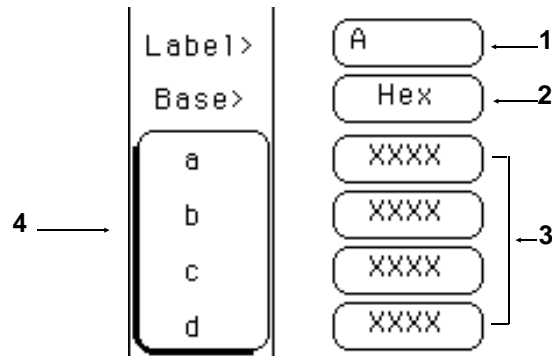 Label> A 1
Base> Hex 2
a XXXX
b XXXX
4 3
c XXXX
d XXXX